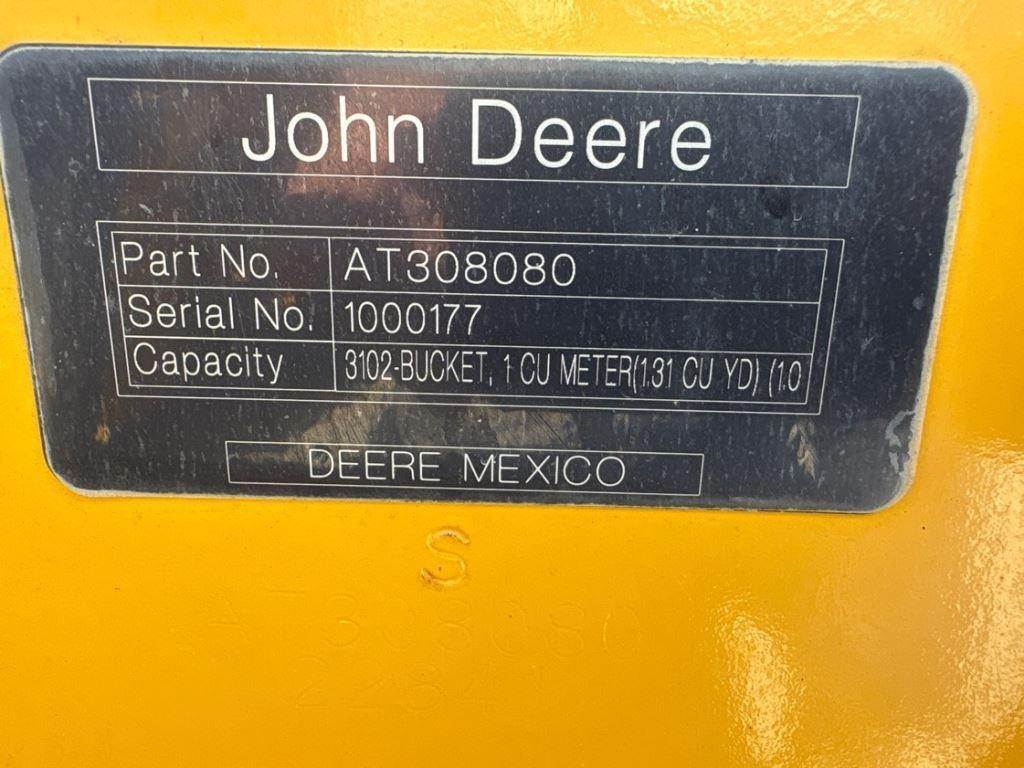 John Deere
Part No. AT308080
Serial No. 1000177
Capacity 3102-BUCKET, 1 CU METER(1.31 CU YD) (1.0
DEERE MEXICO
S
AT308080